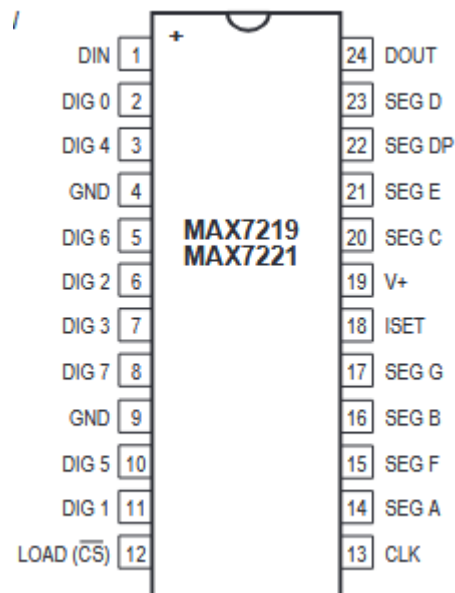 DIN 1 + 24 DOUT
DIG 0 2 23 SEG D
DIG 4 3 22 SEG DP
GND 4 21 SEG E
DIG 6 5 MAX7219 20 SEG C
MAX7221
DIG 2 6 19 V+
DIG 3 7 18 ISET
DIG 7 8 17 SEG G
GND 9 16 SEG B
DIG 5 10 15 SEG F
DIG 1 11 14 SEG A
LOAD (C̅S̅) 12 13 CLK